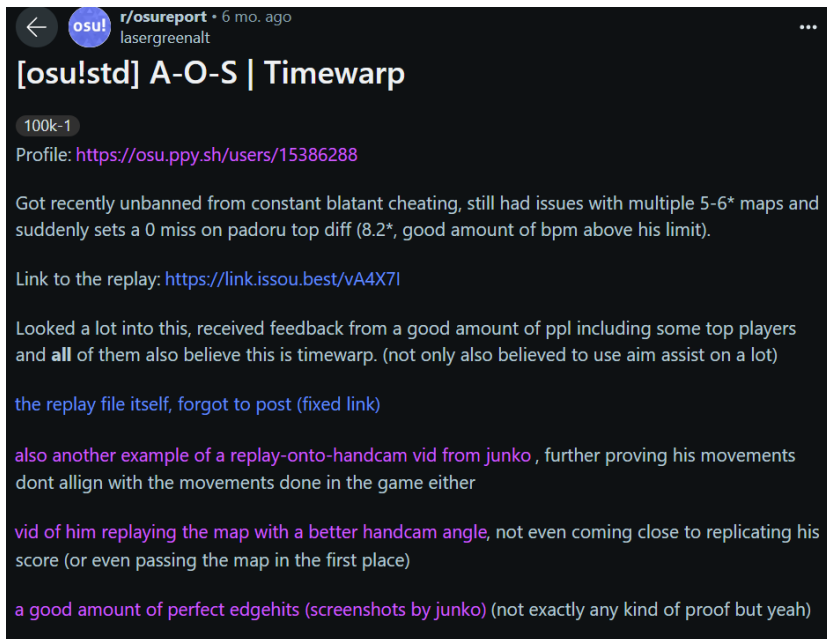 osu!
r/osureport • 6 mo. ago
lasergreenalt
[osu!std] A-O-S | Timewarp
100k-1
Profile: https://osu.ppy.sh/users/15386288
Got recently unbanned from constant blatant cheating, still had issues with multiple 5-6* maps and
suddenly sets a 0 miss on padoru top diff (8.2*, good amount of bpm above his limit).
Link to the replay: https://link.issou.best/vA4X7I
Looked a lot into this, received feedback from a good amount of ppl including some top players
and all of them also believe this is timewarp. (not only also believed to use aim assist on a lot)
the replay file itself, forgot to post (fixed link)
also another example of a replay-onto-handcam vid from junko , further proving his movements
dont allign with the movements done in the game either
vid of him replaying the map with a better handcam angle, not even coming close to replicating his
score (or even passing the map in the first place)
a good amount of perfect edgehits (screenshots by junko) (not exactly any kind of proof but yeah)